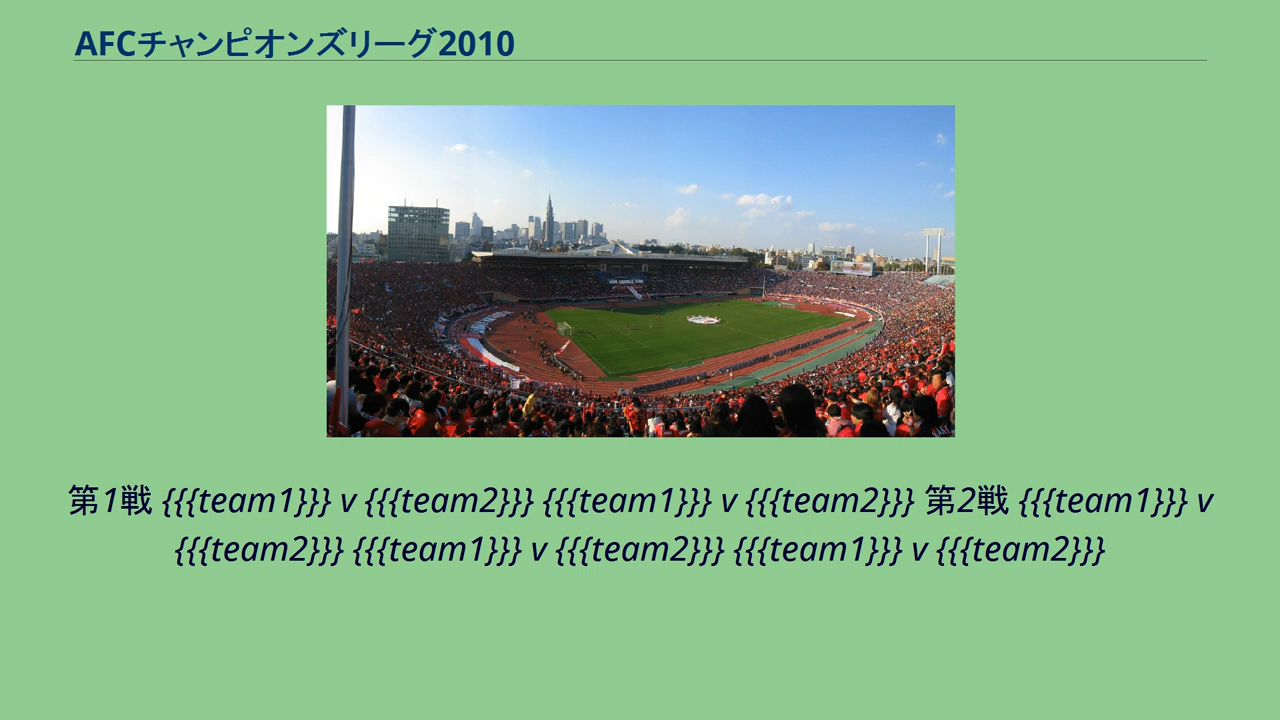 AFCチャンピオンズリーグ2010
第1戦 {{{team1}}} v {{{team2}}} {{{team1}}} v {{{team2}}} 第2戦 {{{team1}}} v
{{{team2}}} {{{team1}}} v {{{team2}}} {{{team1}}} v {{{team2}}}